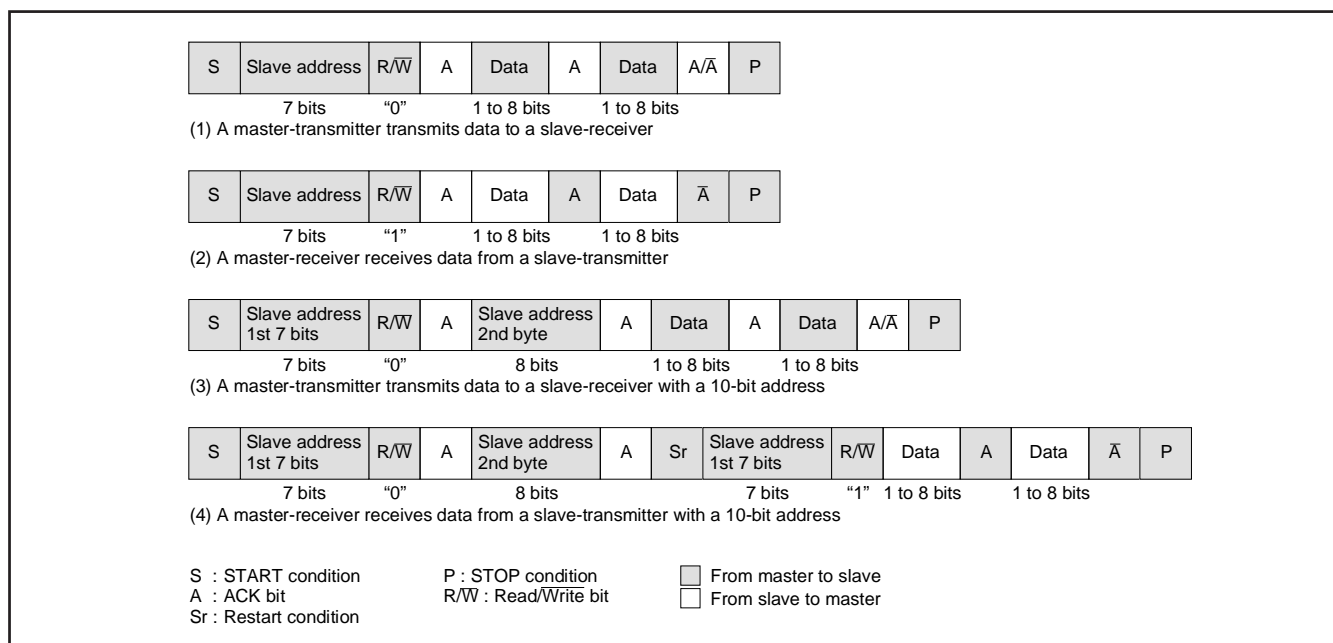 S Slave address R/W̅ A Data A Data A/A̅ P
7 bits “0” 1 to 8 bits 1 to 8 bits
(1) A master-transmitter transmits data to a slave-receiver
S Slave address R/W̅ A Data A Data A̅ P
7 bits “1” 1 to 8 bits 1 to 8 bits
(2) A master-receiver receives data from a slave-transmitter
S Slave address 1st 7 bits R/W̅ A Slave address 2nd byte A Data A Data A/A̅ P
7 bits “0” 8 bits 1 to 8 bits 1 to 8 bits
(3) A master-transmitter transmits data to a slave-receiver with a 10-bit address
S Slave address 1st 7 bits R/W̅ A Slave address 2nd byte A Sr Slave address 1st 7 bits R/W̅ Data A Data A̅ P
7 bits “0” 8 bits 7 bits “1” 1 to 8 bits 1 to 8 bits
(4) A master-receiver receives data from a slave-transmitter with a 10-bit address
S : START condition P : STOP condition From master to slave
A : ACK bit R/W̅ : Read/W̅r̅i̅t̅e̅ bit From slave to master
Sr : Restart condition